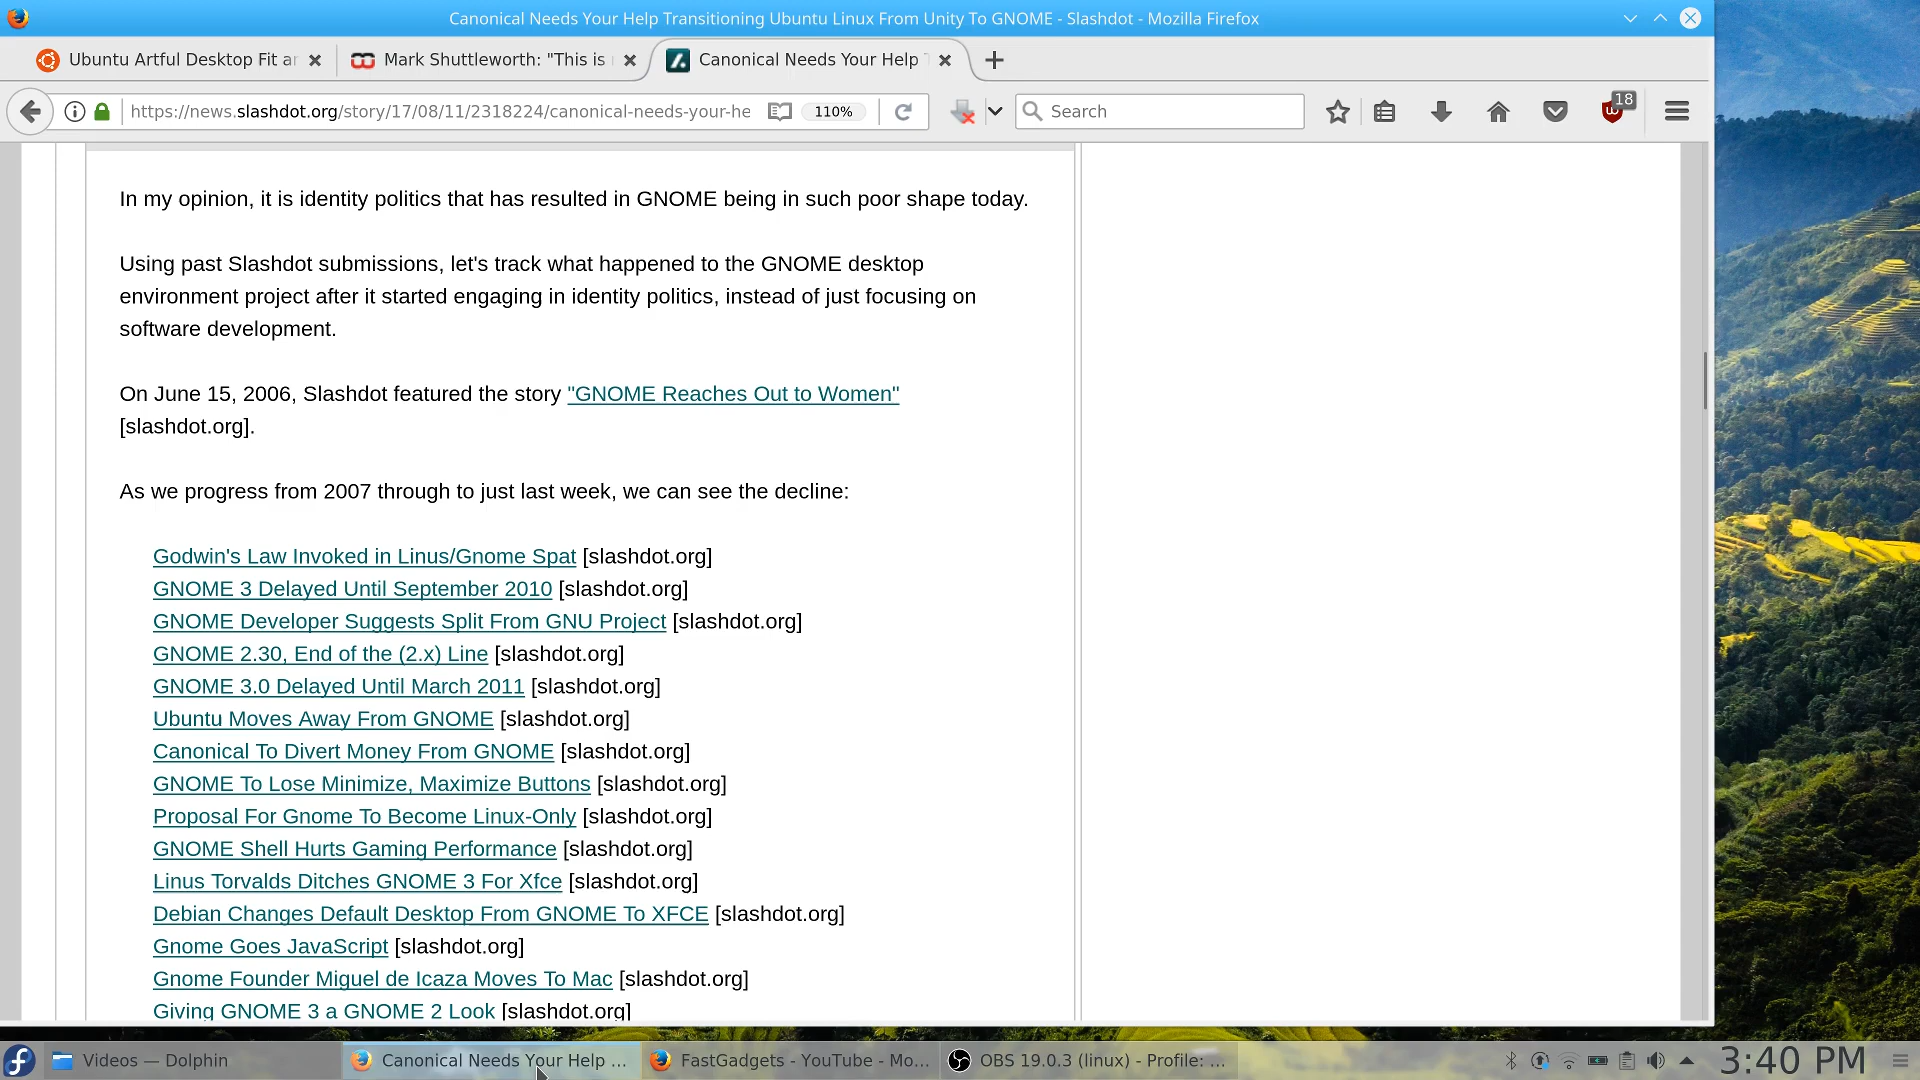 Canonical Needs Your Help Transitioning Ubuntu Linux From Unity To GNOME - Slashdot - Mozilla Firefox
Ubuntu Artful Desktop Fit ar
Mark Shuttleworth: "This is
Canonical Needs Your Help T
https://news.slashdot.org/story/17/08/11/2318224/canonical-needs-your-he
110%
Search
18
In my opinion, it is identity politics that has resulted in GNOME being in such poor shape today.
Using past Slashdot submissions, let's track what happened to the GNOME desktop
environment project after it started engaging in identity politics, instead of just focusing on
software development.
On June 15, 2006, Slashdot featured the story "GNOME Reaches Out to Women"
[slashdot.org].
As we progress from 2007 through to just last week, we can see the decline:
Godwin's Law Invoked in Linus/Gnome Spat [slashdot.org]
GNOME 3 Delayed Until September 2010 [slashdot.org]
GNOME Developer Suggests Split From GNU Project [slashdot.org]
GNOME 2.30, End of the (2.x) Line [slashdot.org]
GNOME 3.0 Delayed Until March 2011 [slashdot.org]
Ubuntu Moves Away From GNOME [slashdot.org]
Canonical To Divert Money From GNOME [slashdot.org]
GNOME To Lose Minimize, Maximize Buttons [slashdot.org]
Proposal For Gnome To Become Linux-Only [slashdot.org]
GNOME Shell Hurts Gaming Performance [slashdot.org]
Linus Torvalds Ditches GNOME 3 For Xfce [slashdot.org]
Debian Changes Default Desktop From GNOME To XFCE [slashdot.org]
Gnome Goes JavaScript [slashdot.org]
Gnome Founder Miguel de Icaza Moves To Mac [slashdot.org]
Giving GNOME 3 a GNOME 2 Look [slashdot.org]
Videos — Dolphin
Canonical Needs Your Help ...
FastGadgets - YouTube - Mo...
OBS 19.0.3 (linux) - Profile: ...
3:40 PM